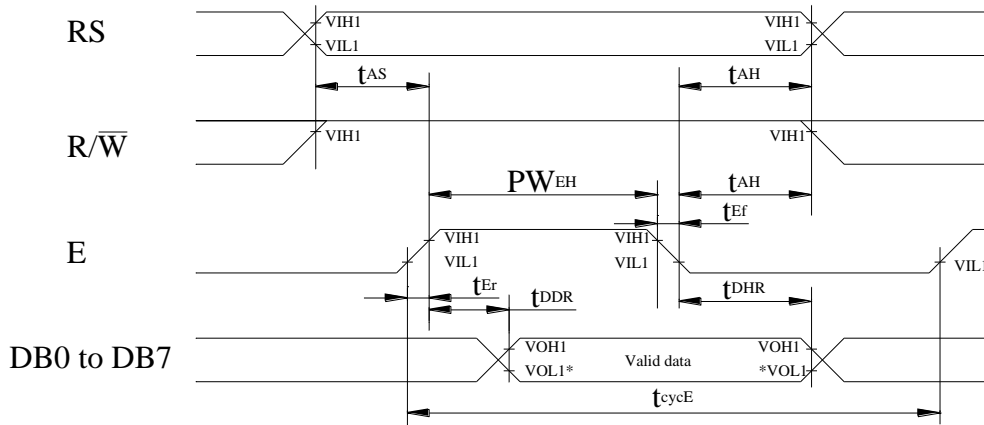 RS VIH1 VIH1
VIL1 VIL1
tAS tAH
R/W̅ VIH1 VIH1
PWEH tAH
tEf
E VIH1 VIH1
VIL1 VIL1 VIL1
tEr tDDR tDHR
DB0 to DB7 VOH1 Valid data VOH1
VOL1* *VOL1
tcycE